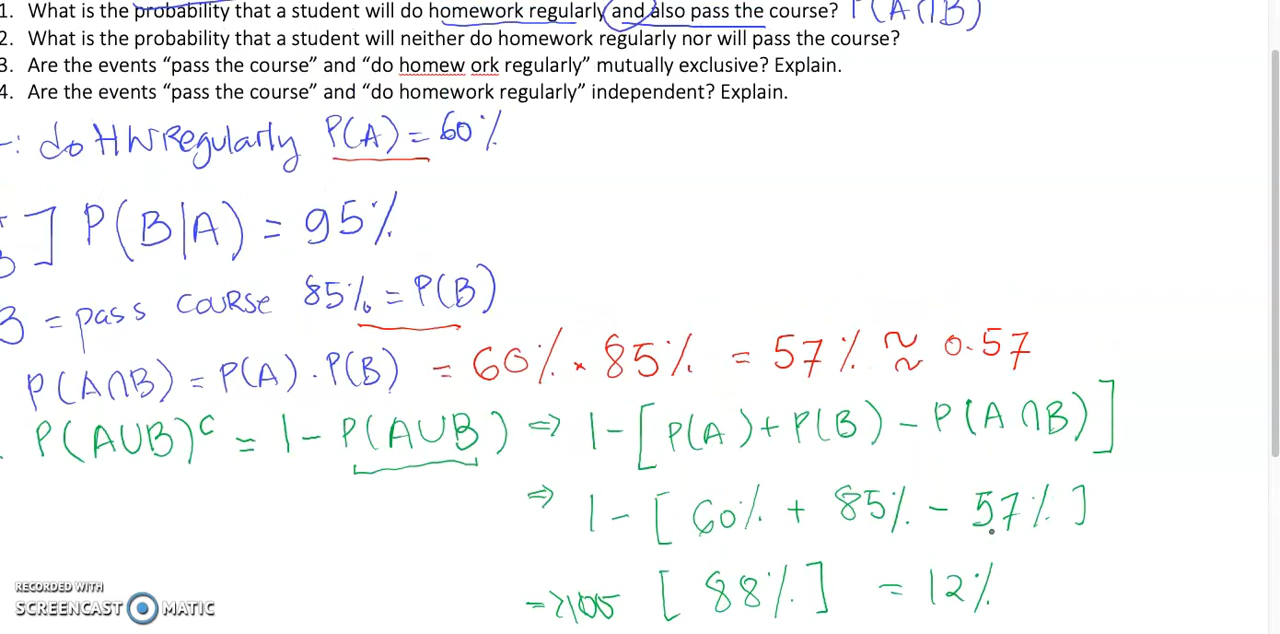 1. What is the probability that a student will do homework regularly and also pass the course? P(A∩B)
2. What is the probability that a student will neither do homework regularly nor will pass the course?
3. Are the events “pass the course” and “do homew ork regularly” mutually exclusive? Explain.
4. Are the events “pass the course” and “do homework regularly” independent? Explain.
: do HW Regularly P(A) = 60%
] P(B|A) = 95%
B = pass course 85% = P(B)
P(A∩B) = P(A) · P(B) = 60% × 85% = 57% ≈ 0.57
P(A∪B)ᶜ = 1 - P(A∪B) ⇒ 1 - [P(A) + P(B) - P(A∩B)]
⇒ 1 - [60% + 85% - 57%]
[88%] = 12%
RECORDED WITH
SCREENCAST MATIC